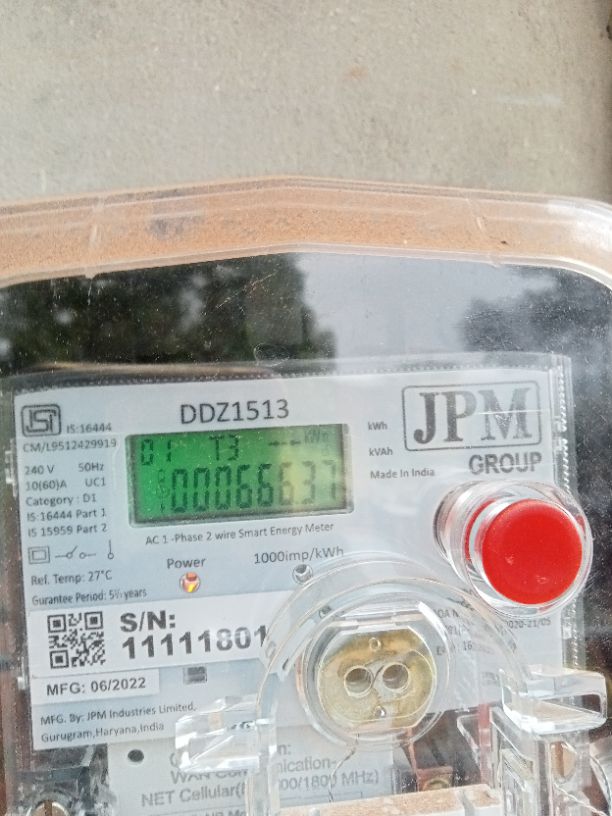 ISI IS:16444
CM/L9512429919
DDZ1513
JPM
GROUP
240 V 50Hz
10(60)A UC1
Category : D1
IS:16444 Part 1
IS 15959 Part 2
01 T3 kWh
00066637
kWh
kVAh
Made In India
AC 1 -Phase 2 wire Smart Energy Meter
Ref. Temp: 27°C
Gurantee Period: 5½ years
Power
1000imp/kWh
S/N:
11111801
MFG: 06/2022
MFG. By: JPM Industries Limited,
Gurugram,Haryana,India
NET Cellular(
MHz)